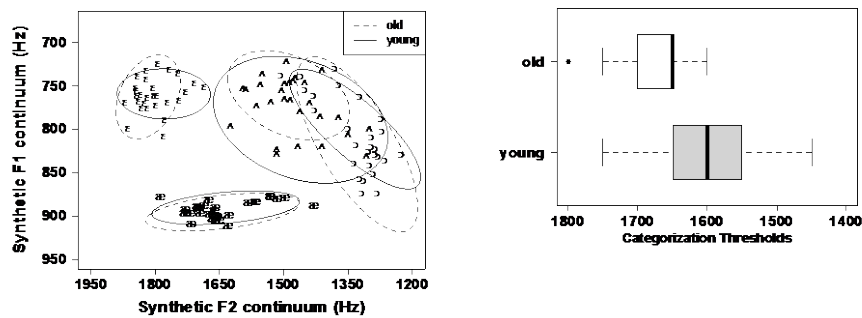 old
young
Synthetic F1 continuum (Hz)
700
750
800
850
900
950
1950
1800
1650
1500
1350
1200
Synthetic F2 continuum (Hz)
old
young
1800
1700
1600
1500
1400
Categorization Thresholds